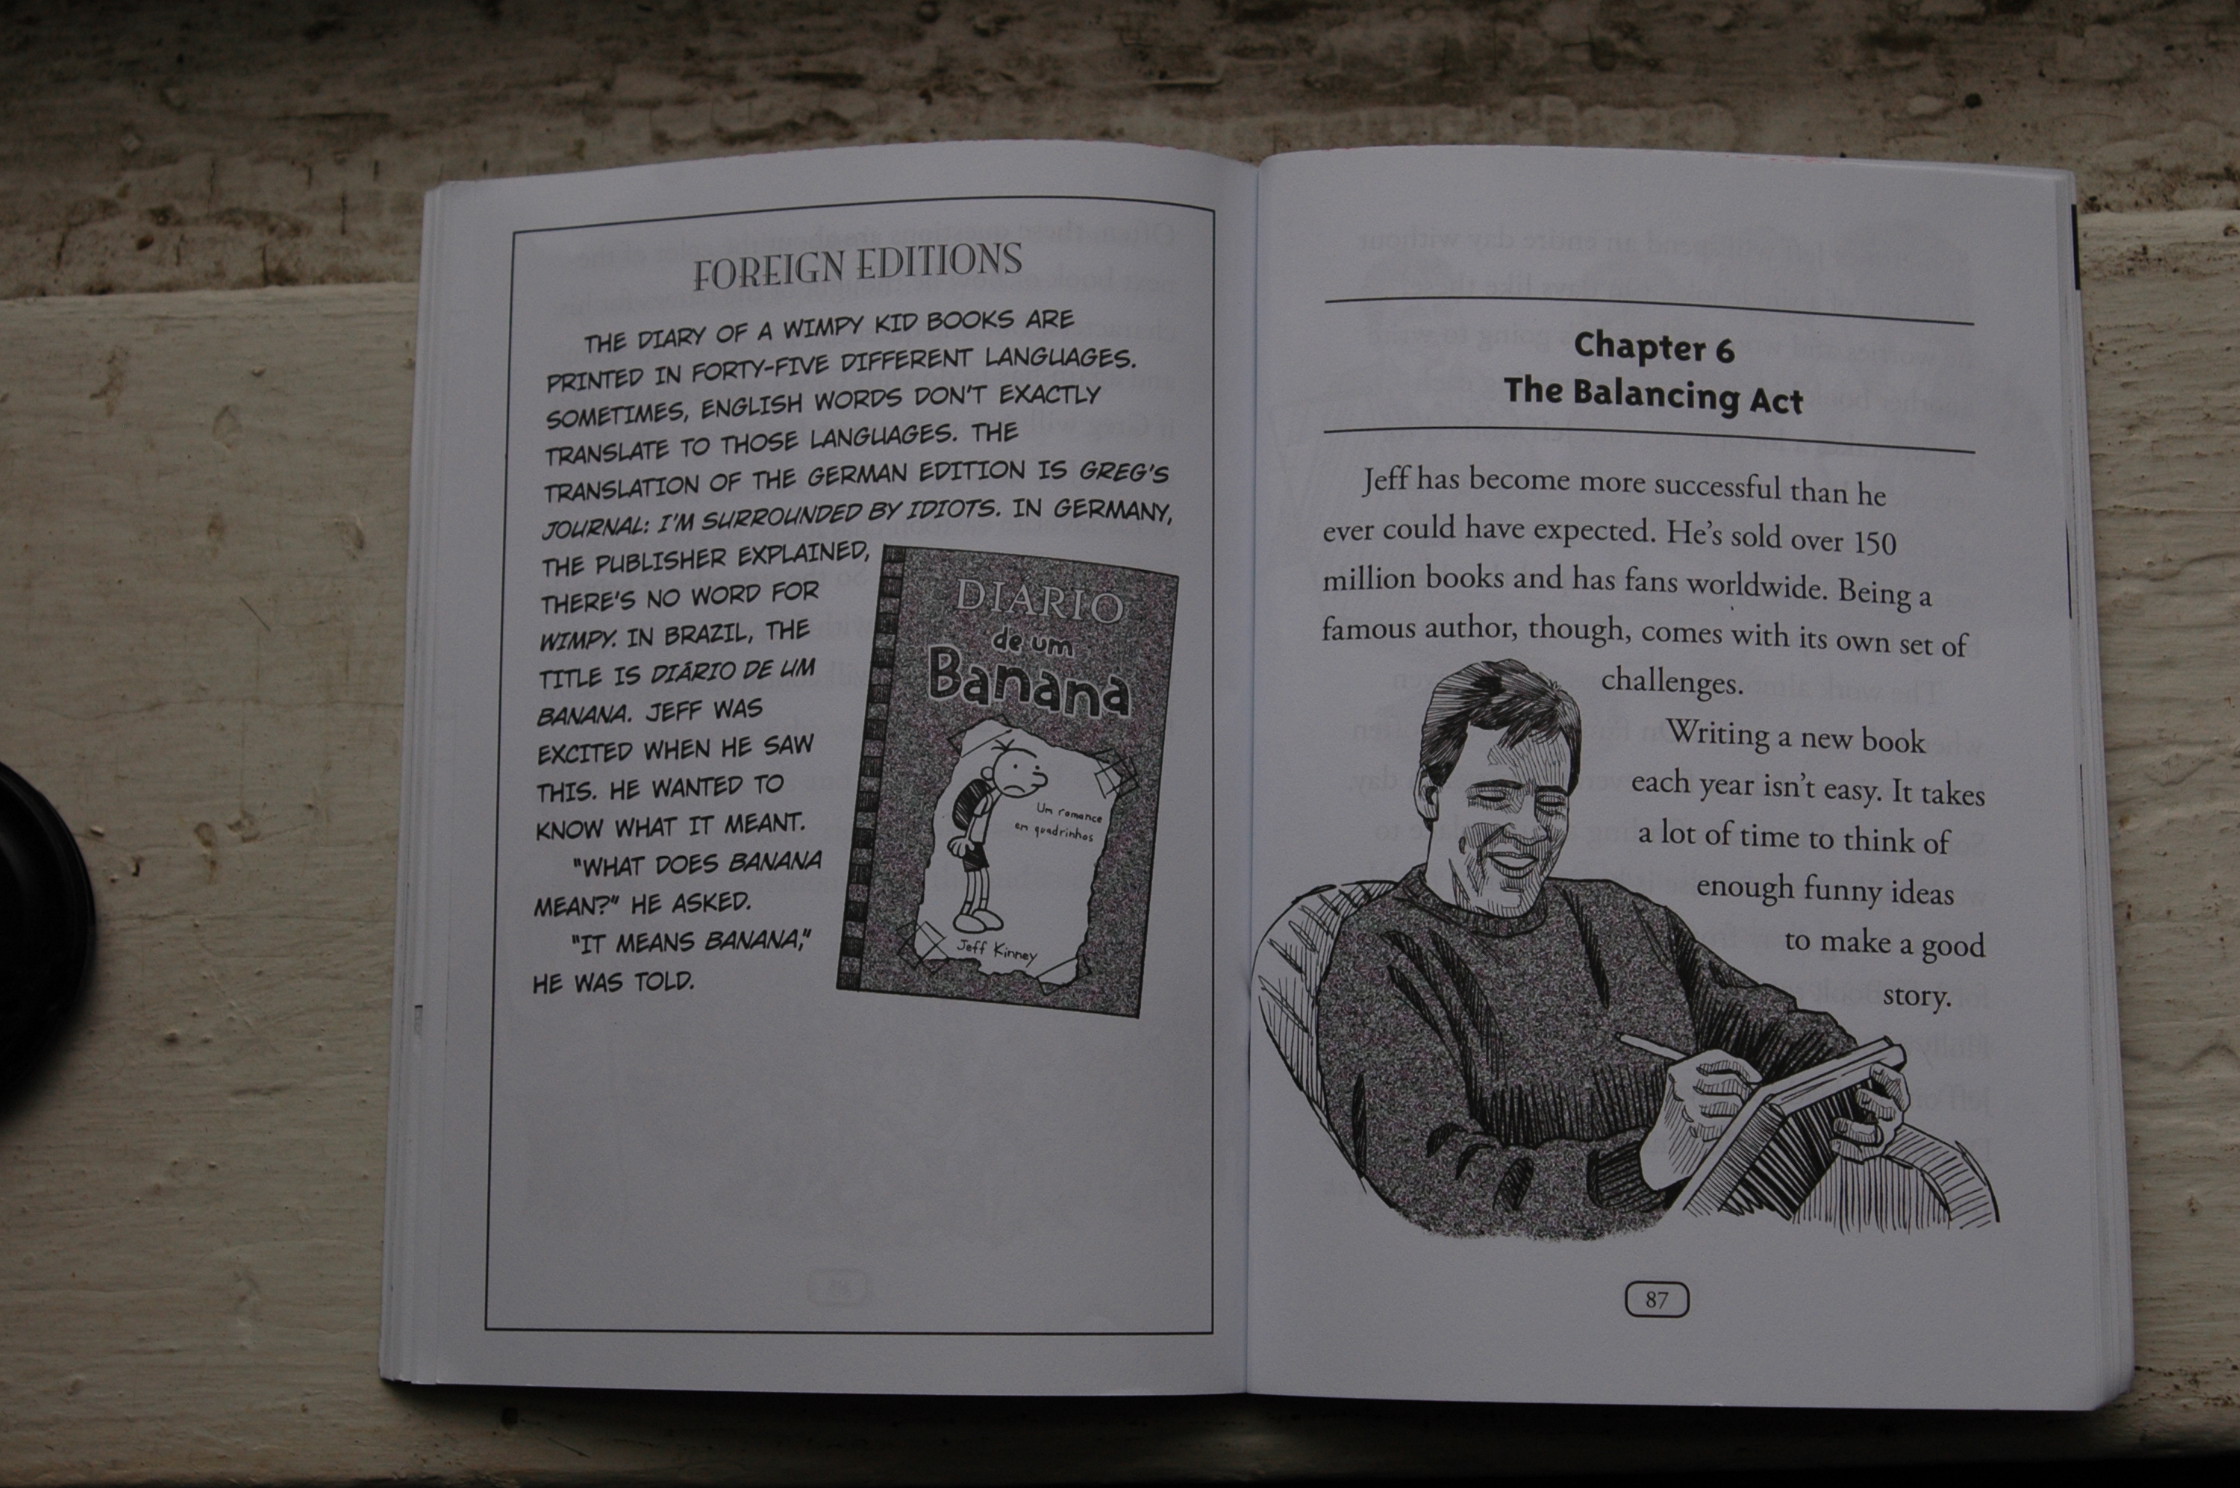 FOREIGN EDITIONS
THE DIARY OF A WIMPY KID BOOKS ARE
PRINTED IN FORTY-FIVE DIFFERENT LANGUAGES.
SOMETIMES, ENGLISH WORDS DON'T EXACTLY
TRANSLATE TO THOSE LANGUAGES. THE
TRANSLATION OF THE GERMAN EDITION IS GREG'S
JOURNAL: I'M SURROUNDED BY IDIOTS. IN GERMANY,
THE PUBLISHER EXPLAINED,
THERE'S NO WORD FOR
WIMPY. IN BRAZIL, THE
TITLE IS DIÁRIO DE UM
BANANA. JEFF WAS
EXCITED WHEN HE SAW
THIS. HE WANTED TO
KNOW WHAT IT MEANT.
"WHAT DOES BANANA
MEAN?" HE ASKED.
"IT MEANS BANANA,"
HE WAS TOLD.
DIARIO
de um
Banana
Um romance
em quadrinhos
Jeff Kinney
Chapter 6
The Balancing Act
Jeff has become more successful than he
ever could have expected. He's sold over 150
million books and has fans worldwide. Being a
famous author, though, comes with its own set of
challenges.
Writing a new book
each year isn't easy. It takes
a lot of time to think of
enough funny ideas
to make a good
story.
87